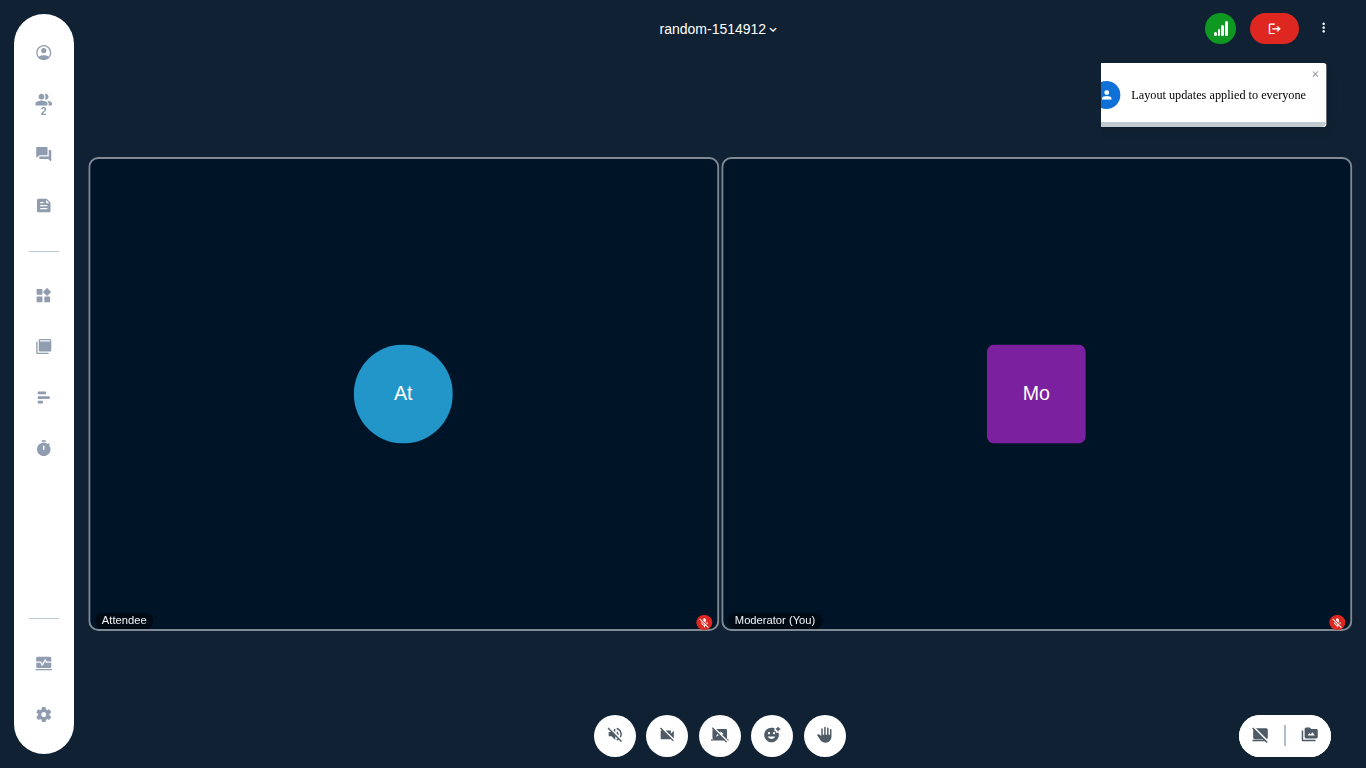 random-1514912
2
Layout updates applied to everyone
At
Mo
Attendee
Moderator (You)